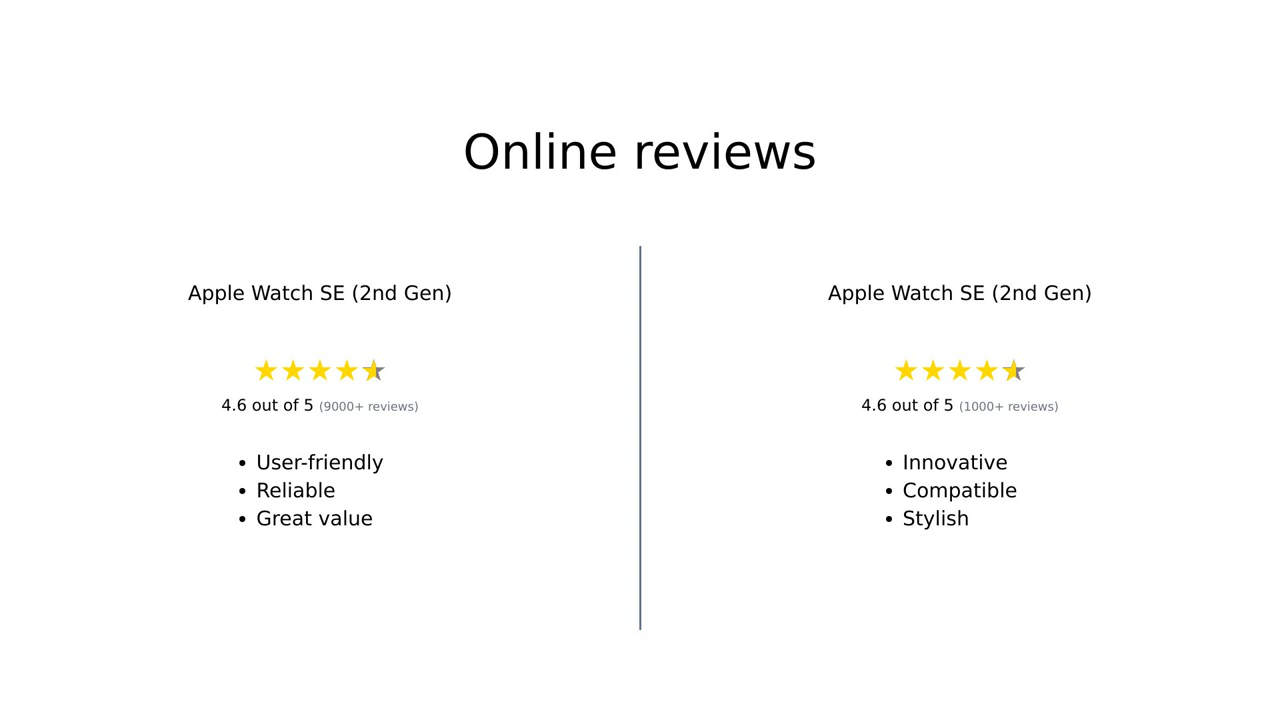 Online reviews
Apple Watch SE (2nd Gen)
4.6 out of 5 (9000+ reviews)
• User-friendly
• Reliable
• Great value
Apple Watch SE (2nd Gen)
4.6 out of 5 (1000+ reviews)
• Innovative
• Compatible
• Stylish